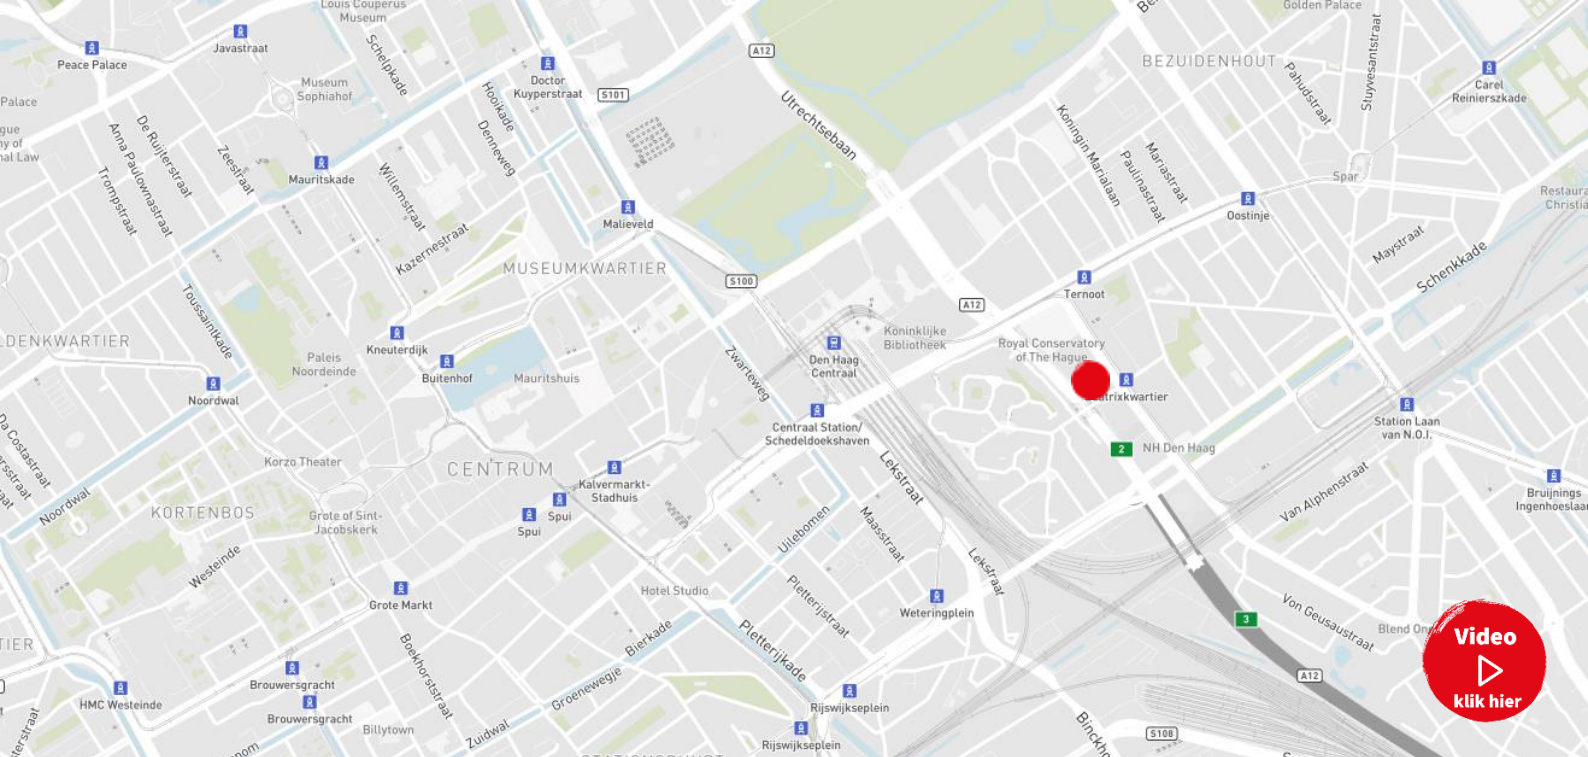 Louis Couperus
Museum
Javastraat
Peace Palace
Schelpkade
Museum
Sophiahof
Palace
Doctor
Kuyperstraat
S101
Hooikade
Denneweg
A12
Utrechtsebaan
BEZUIDENHOUT
Golden Palace
Stuyvesantstraat
Pahudstraat
Carel
Reinierszkade
De Ruijterstraat
Anna Paulownastraat
Trompstraat
Zeestraat
Mauritskade
Willemstraat
Kazernestraat
Malieveld
Koningin Marialaan
Paulinastraat
Mariastraat
Spar
Oostinje
Maystraat
Schenkkade
MUSEUMKWARTIER
S100
A12
Ternoot
Toussaintkade
Kneuterdijk
Buitenhof
Paleis
Noordeinde
Mauritshuis
Noordwal
Zwarteweg
Den Haag
Centraal
Koninklijke
Bibliotheek
Royal Conservatory
of The Hague
Centraal Station/
Schedeldoekshaven
Station Laan
van N.O.I.
Da Costastraat
Korzo Theater
CENTRUM
Kalvermarkt-
Stadhuis
Spui
Spui
Lekstraat
2
NH Den Haag
Van Alphenstraat
Bruijnings
Noordwal
KORTENBOS
Grote of Sint-
Jacobskerk
Westeinde
Uilebomen
Maasstraat
Lekstraat
Grote Markt
Hotel Studio
Pletterijstraat
Weteringplein
3
Von Geusaustraat
Video
klik hier
Bierkade
Pletterijkade
Boekhorststraat
Groenewegje
Brouwersgracht
Brouwersgracht
HMC Westeinde
Billytown
Zuidwal
Rijswijkseplein
Rijswijkseplein
A12
S108